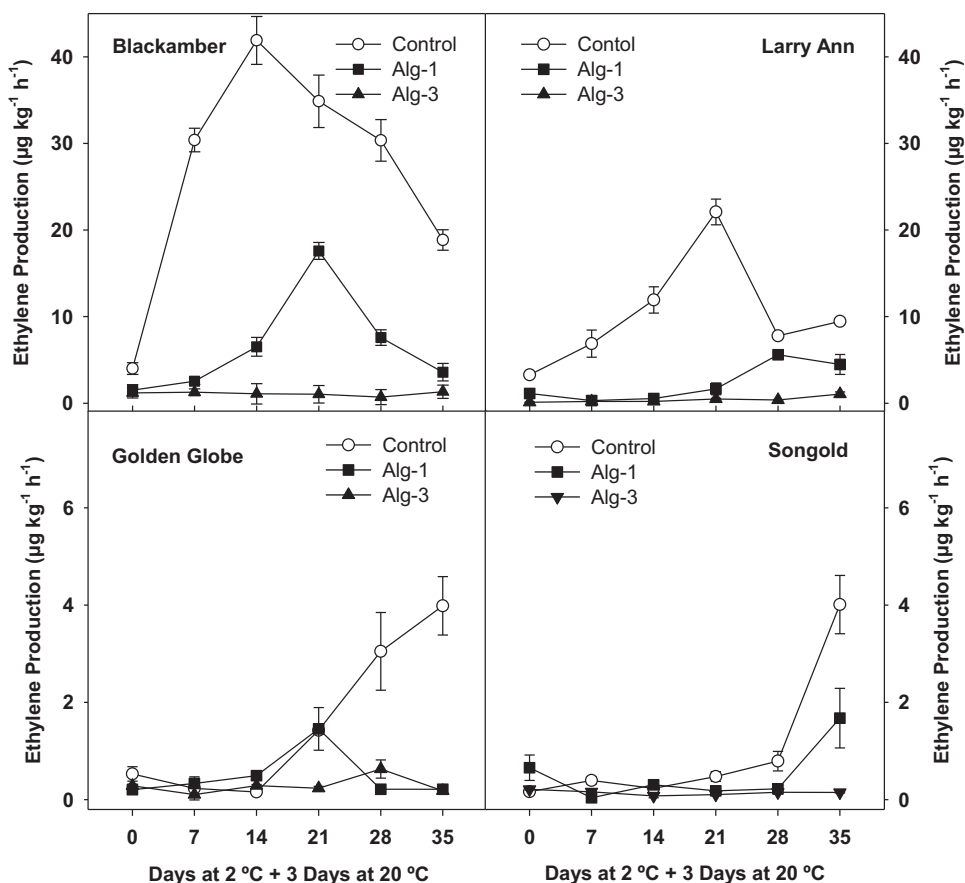 Blackamber
Control
Alg-1
Alg-3
Contol
Alg-1
Alg-3
Larry Ann
40
30
20
10
0
Ethylene Production (µg kg-1 h-1)
40
30
20
10
0
Ethylene Production (µg kg-1 h-1)
Golden Globe
Control
Alg-1
Alg-3
Control
Alg-1
Alg-3
Songold
6
4
2
0
Ethylene Production (µg kg-1 h-1)
6
4
2
0
Ethylene Production (µg kg-1 h-1)
0 7 14 21 28 35
0 7 14 21 28 35
Days at 2 ºC + 3 Days at 20 ºC
Days at 2 ºC + 3 Days at 20 ºC